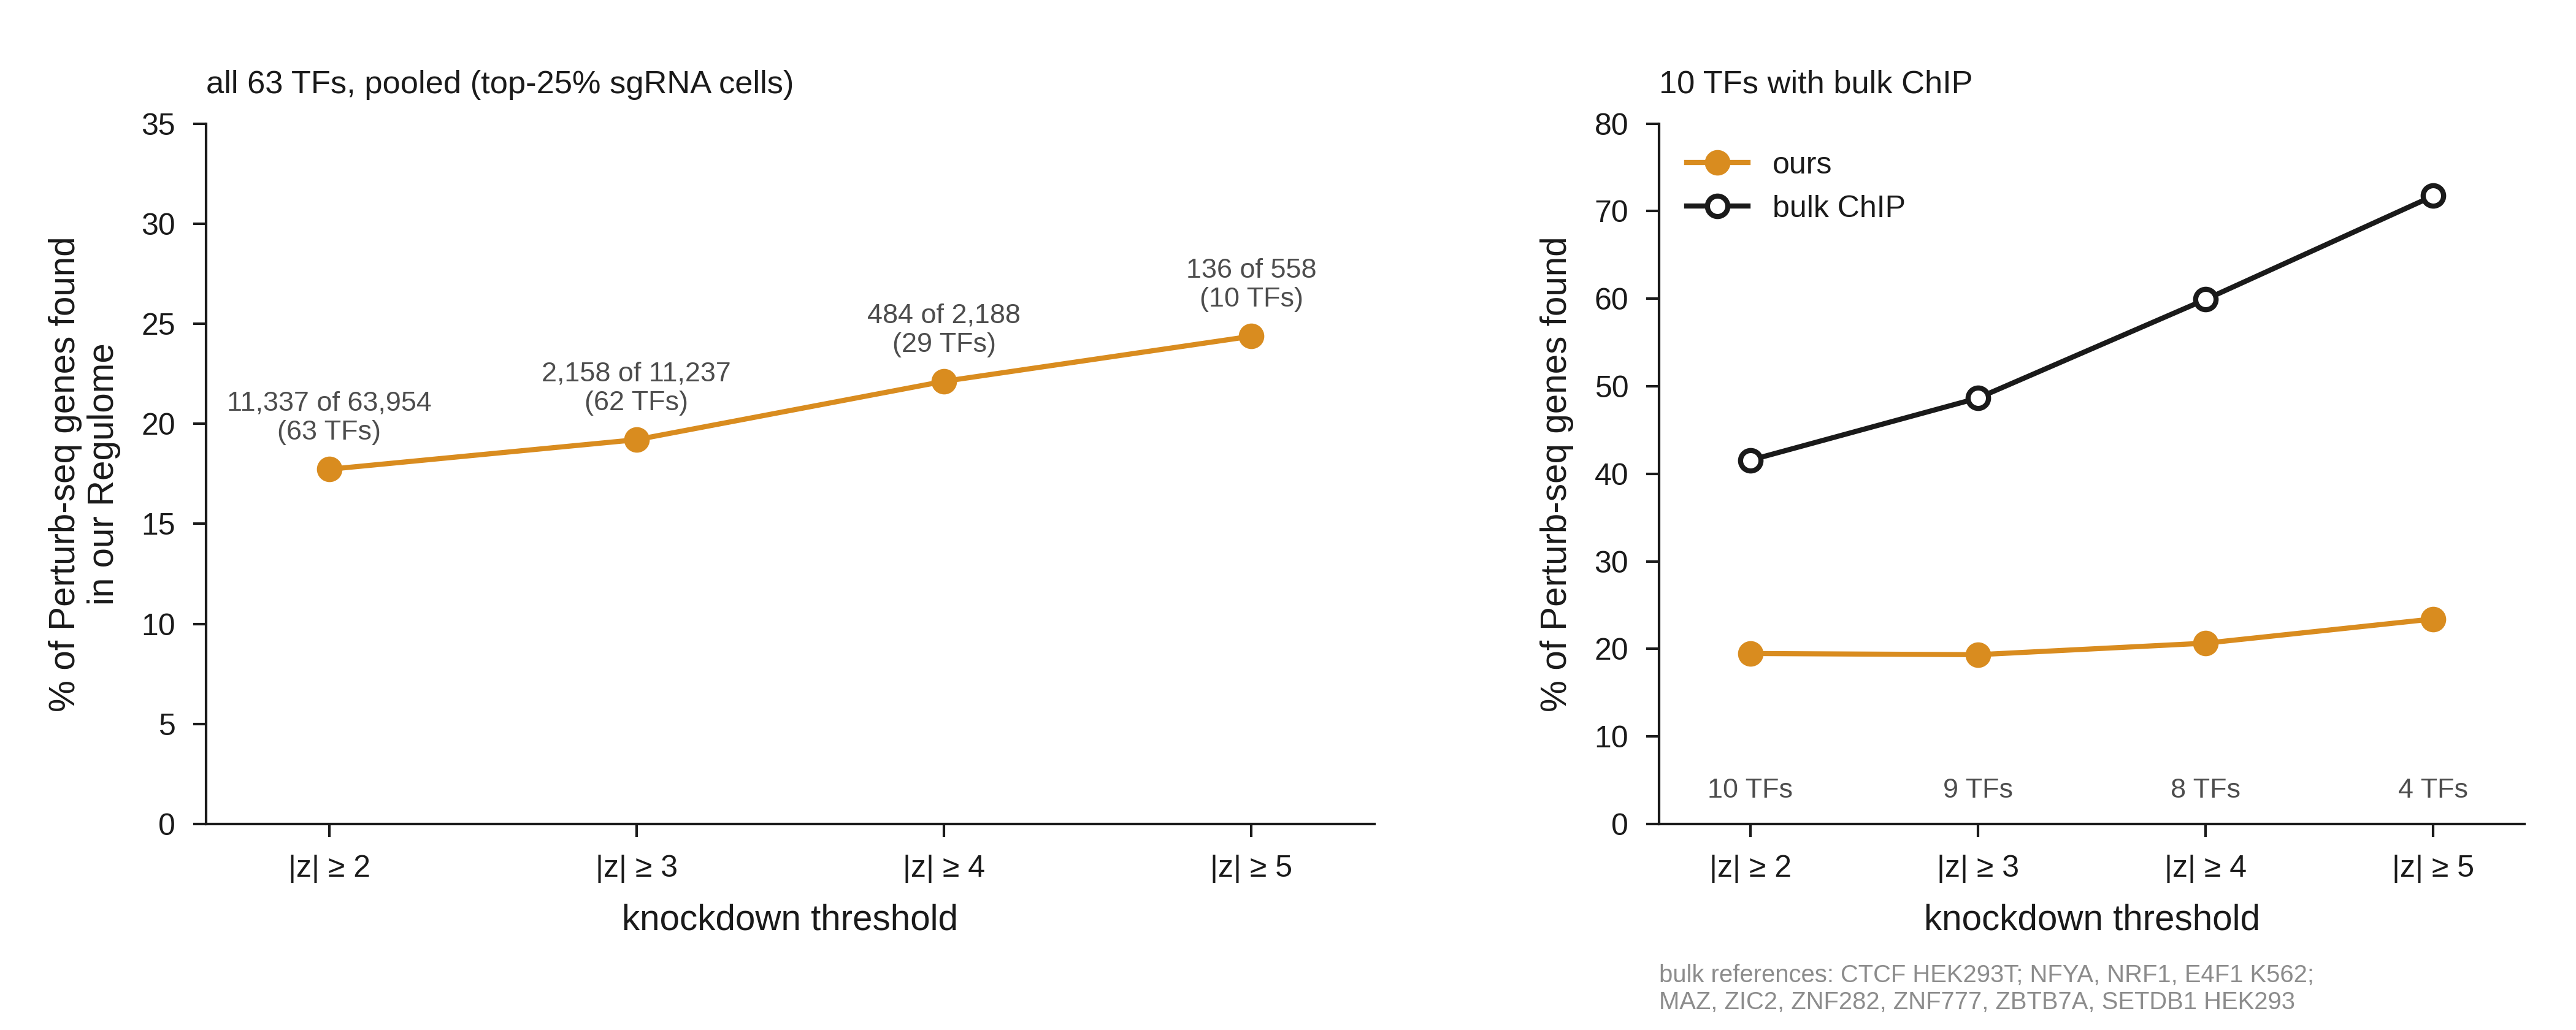 all 63 TFs, pooled (top-25% sgRNA cells)
% of Perturb-seq genes found
in our Regulome
35
30
25
20
15
10
5
0
11,337 of 63,954
(63 TFs)
2,158 of 11,237
(62 TFs)
484 of 2,188
(29 TFs)
136 of 558
(10 TFs)
|z| ≥ 2
|z| ≥ 3
|z| ≥ 4
|z| ≥ 5
knockdown threshold
10 TFs with bulk ChIP
% of Perturb-seq genes found
80
70
60
50
40
30
20
10
0
ours
bulk ChIP
10 TFs
9 TFs
8 TFs
4 TFs
|z| ≥ 2
|z| ≥ 3
|z| ≥ 4
|z| ≥ 5
knockdown threshold
bulk references: CTCF HEK293T; NFYA, NRF1, E4F1 K562;
MAZ, ZIC2, ZNF282, ZNF777, ZBTB7A, SETDB1 HEK293